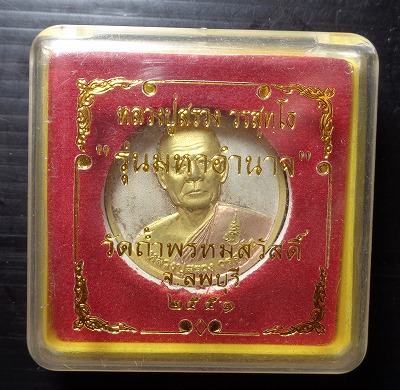 หลวงปู่สรวง วรสุทฺโธ
"รุ่นมหาอำนาจ"
วัดถ้ำพรหมสวัสดิ์
จ.ลพบุรี
๒๕๕๑